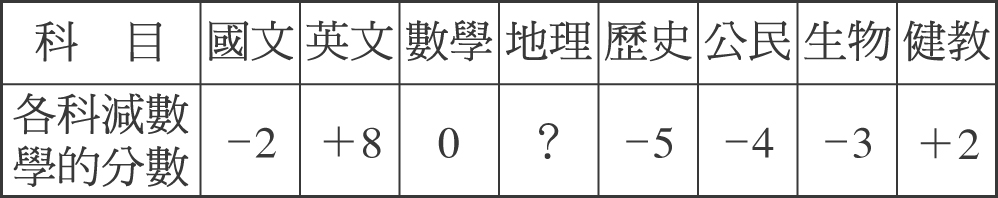 科 目 國文 英文 數學 地理 歷史 公民 生物 健教
各科減數學的分數 −2 +8 0 ？ −5 −4 −3 +2